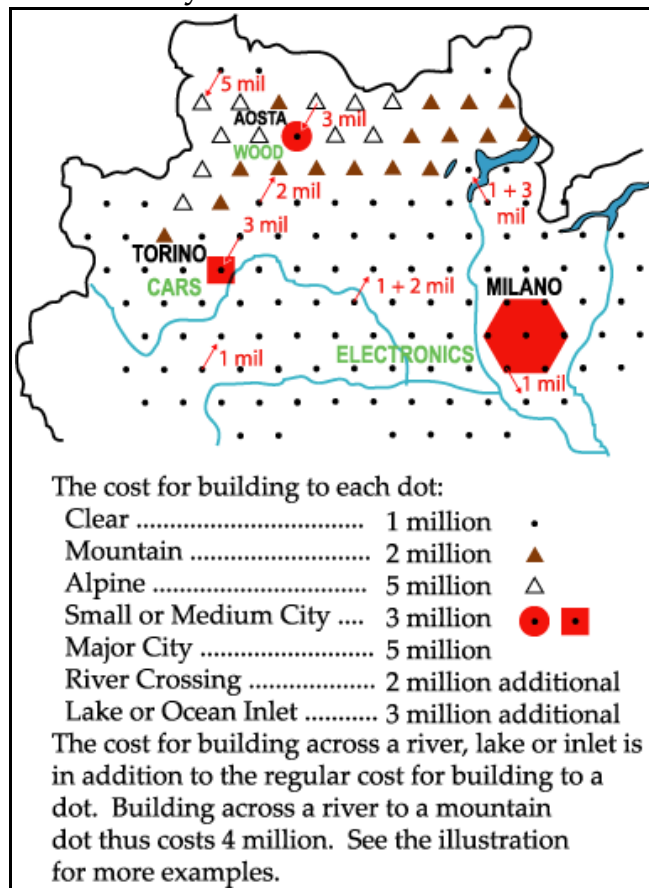 5 mil
AOSTA
3 mil
WOOD
2 mil
1 + 3
mil
3 mil
TORINO
CARS
1 + 2 mil
MILANO
1 mil
ELECTRONICS
1 mil
The cost for building to each dot:
Clear .................................. 1 million
Mountain ........................... 2 million
Alpine ................................ 5 million
Small or Medium City .... 3 million
Major City ......................... 5 million
River Crossing ................... 2 million additional
Lake or Ocean Inlet ........... 3 million additional
The cost for building across a river, lake or inlet is
in addition to the regular cost for building to a
dot. Building across a river to a mountain
dot thus costs 4 million. See the illustration
for more examples.